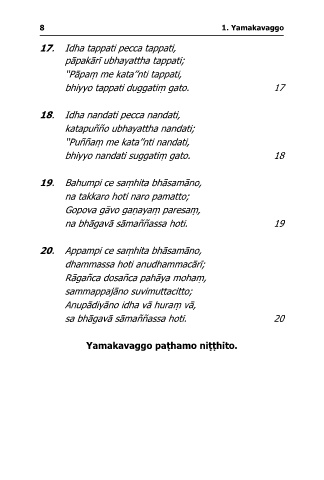 8 1. Yamakavaggo
17. Idha tappati pecca tappati,
pāpakārī ubhayattha tappati;
"Pāpaṃ me kata"nti tappati,
bhiyyo tappati duggatiṃ gato. 17
18. Idha nandati pecca nandati,
katapuñño ubhayattha nandati;
"Puññaṃ me kata"nti nandati,
bhiyyo nandati suggatiṃ gato. 18
19. Bahumpi ce saṃhita bhāsamāno,
na takkaro hoti naro pamatto;
Gopova gāvo gaṇayaṃ paresaṃ,
na bhāgavā sāmaññassa hoti. 19
20. Appampi ce saṃhita bhāsamāno,
dhammassa hoti anudhammacārī;
Rāgañca dosañca pahāya mohaṃ,
sammappajāno suvimuttacitto;
Anupādiyāno idha vā huraṃ vā,
sa bhāgavā sāmaññassa hoti. 20
Yamakavaggo paṭhamo niṭṭhito.